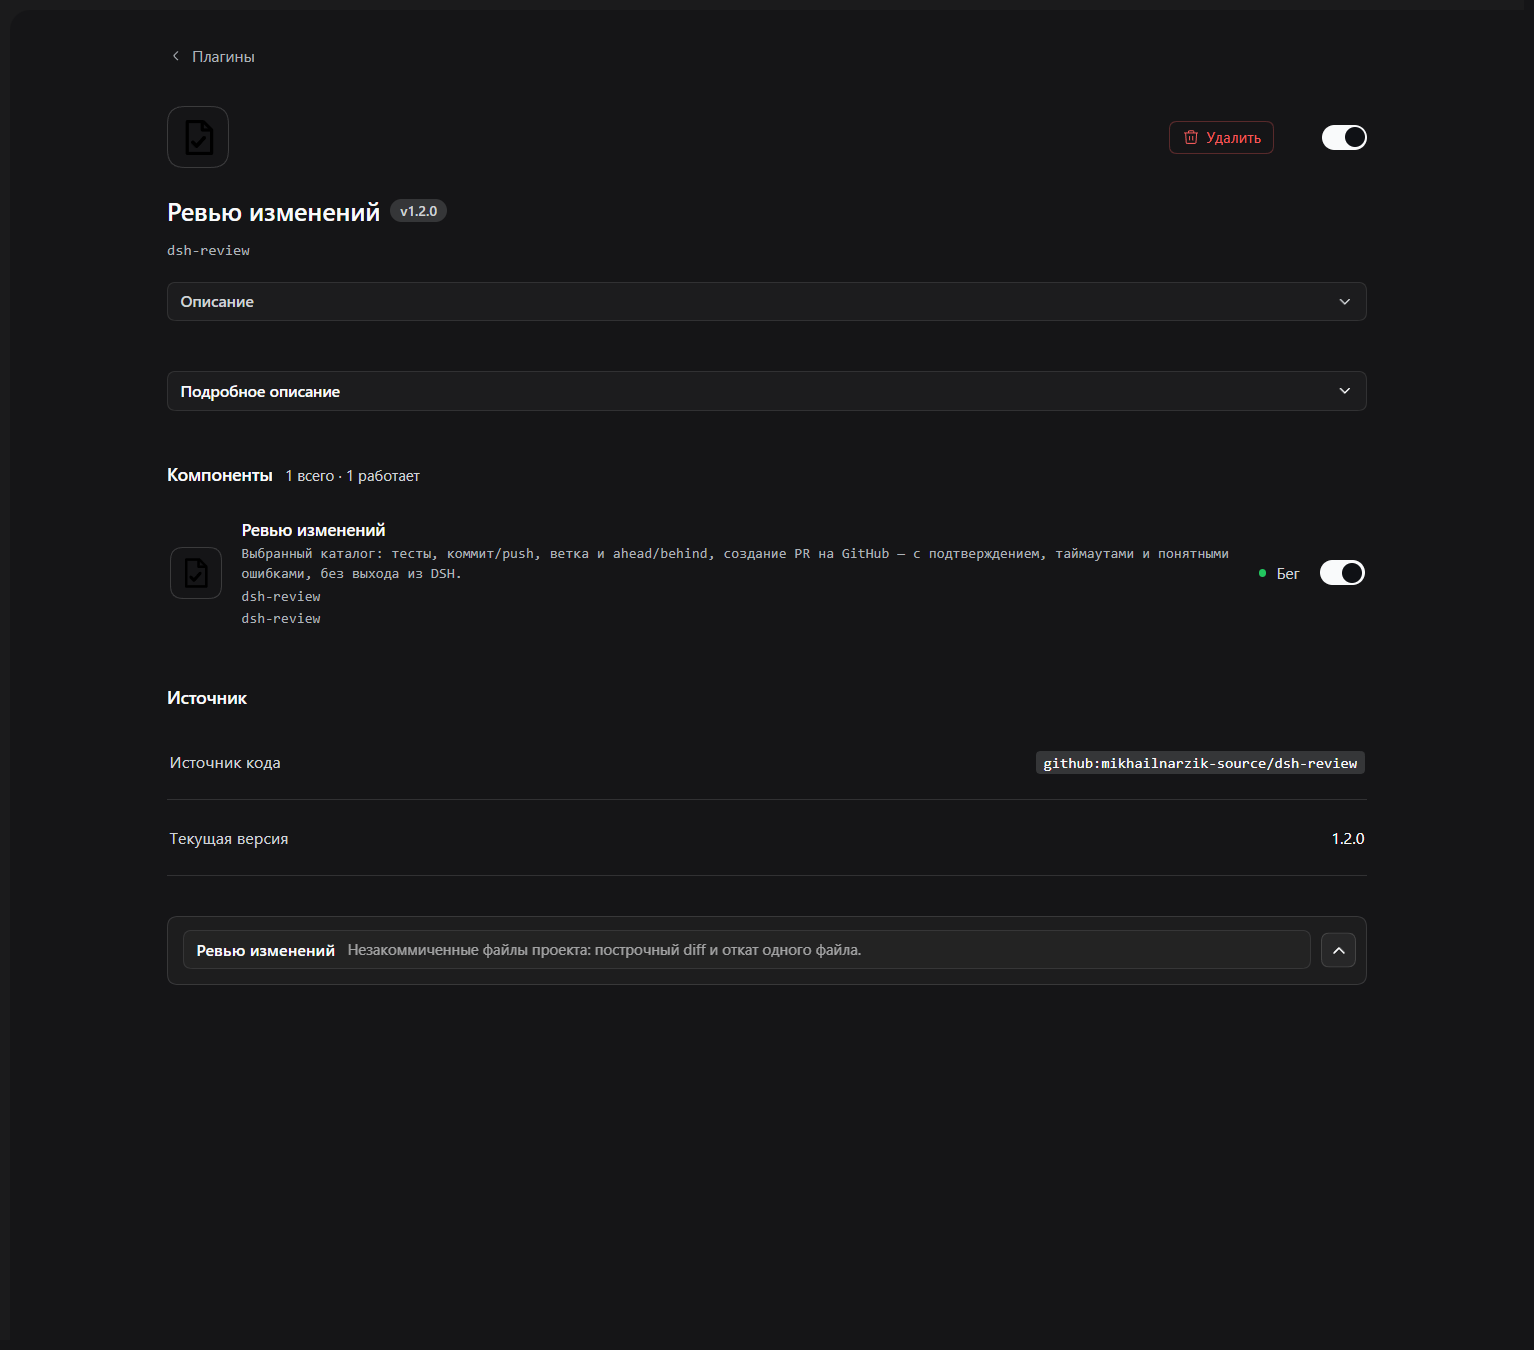 Плагины
Удалить
Ревью изменений v1.2.0
dsh-review
Описание
Подробное описание
Компоненты 1 всего · 1 работает
Ревью изменений
Выбранный каталог: тесты, коммит/push, ветка и ahead/behind, создание PR на GitHub — с подтверждением, таймаутами и понятными
ошибками, без выхода из DSH.
dsh-review
dsh-review
Бег
Источник
Источник кода github:mikhailnarzik-source/dsh-review
Текущая версия 1.2.0
Ревью изменений Незакоммиченные файлы проекта: построчный diff и откат одного файла.